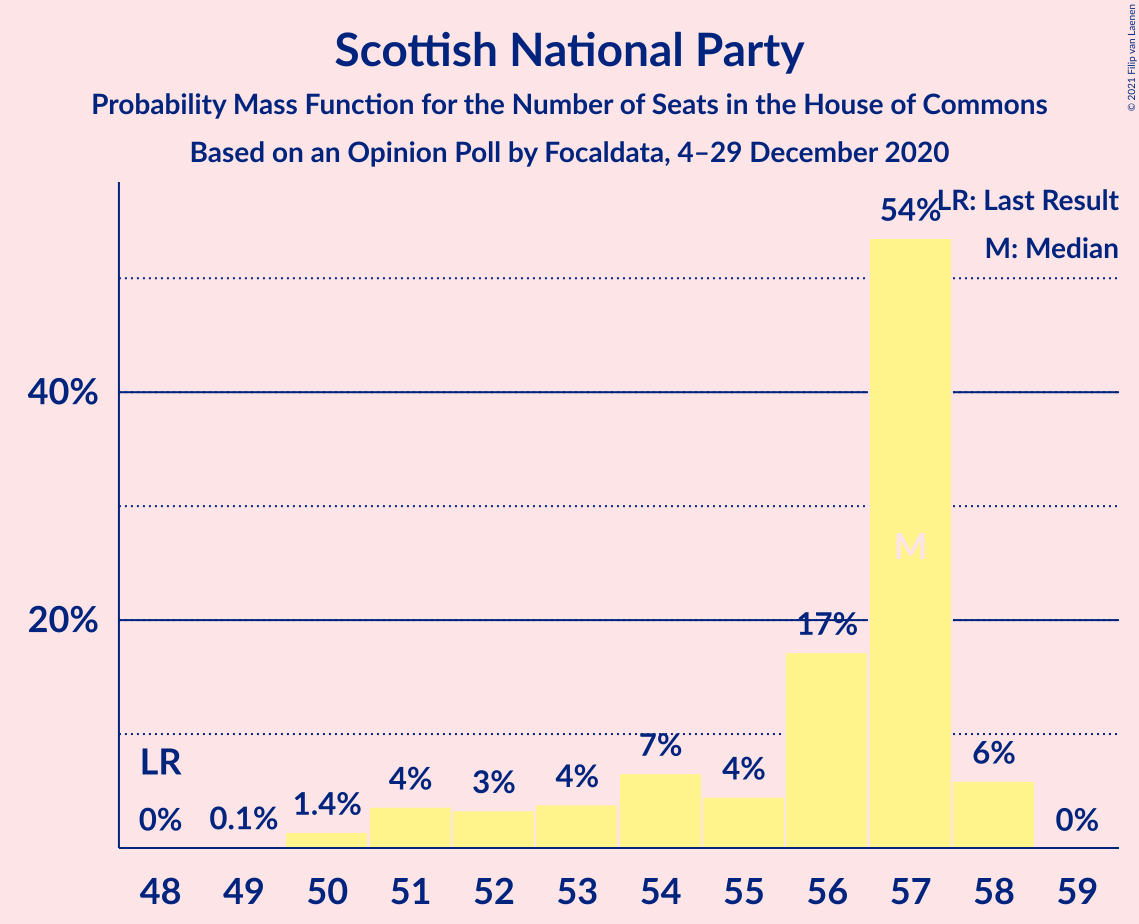 Scottish National Party
Probability Mass Function for the Number of Seats in the House of Commons
Based on an Opinion Poll by Focaldata, 4–29 December 2020
© 2021 Filip van Laenen
LR: Last Result
M: Median
54%
40%
M
20%
17%
LR
7%
6%
4%
4%
3%
4%
1.4%
0.1%
0%
0%
48 49 50 51 52 53 54 55 56 57 58 59